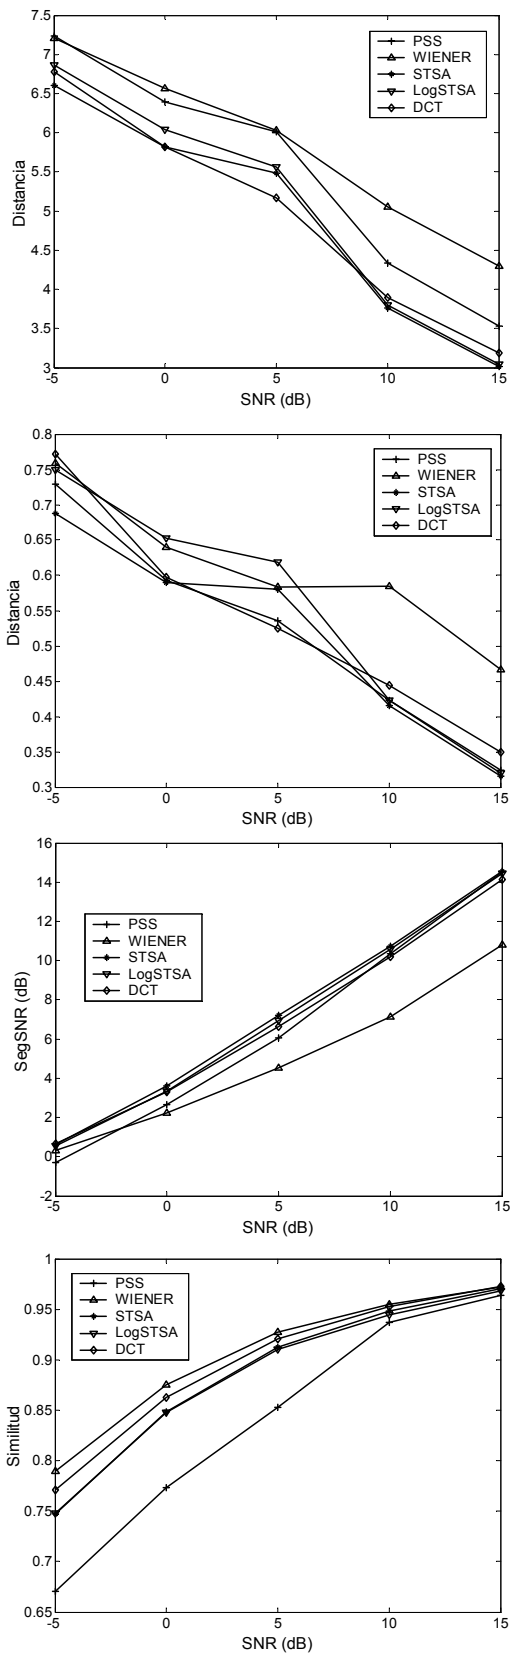 7.5
7
6.5
6
5.5
5
4.5
4
3.5
3
Distancia
PSS
WIENER
STSA
LogSTSA
DCT
-5 0 5 10 15
SNR (dB)
0.8
0.75
0.7
0.65
0.6
0.55
0.5
0.45
0.4
0.35
0.3
Distancia
PSS
WIENER
STSA
LogSTSA
DCT
-5 0 5 10 15
SNR (dB)
16
14
12
10
8
6
4
2
0
-2
SegSNR (dB)
PSS
WIENER
STSA
LogSTSA
DCT
-5 0 5 10 15
SNR (dB)
1
0.95
0.9
0.85
0.8
0.75
0.7
0.65
Similitud
PSS
WIENER
STSA
LogSTSA
DCT
-5 0 5 10 15
SNR (dB)